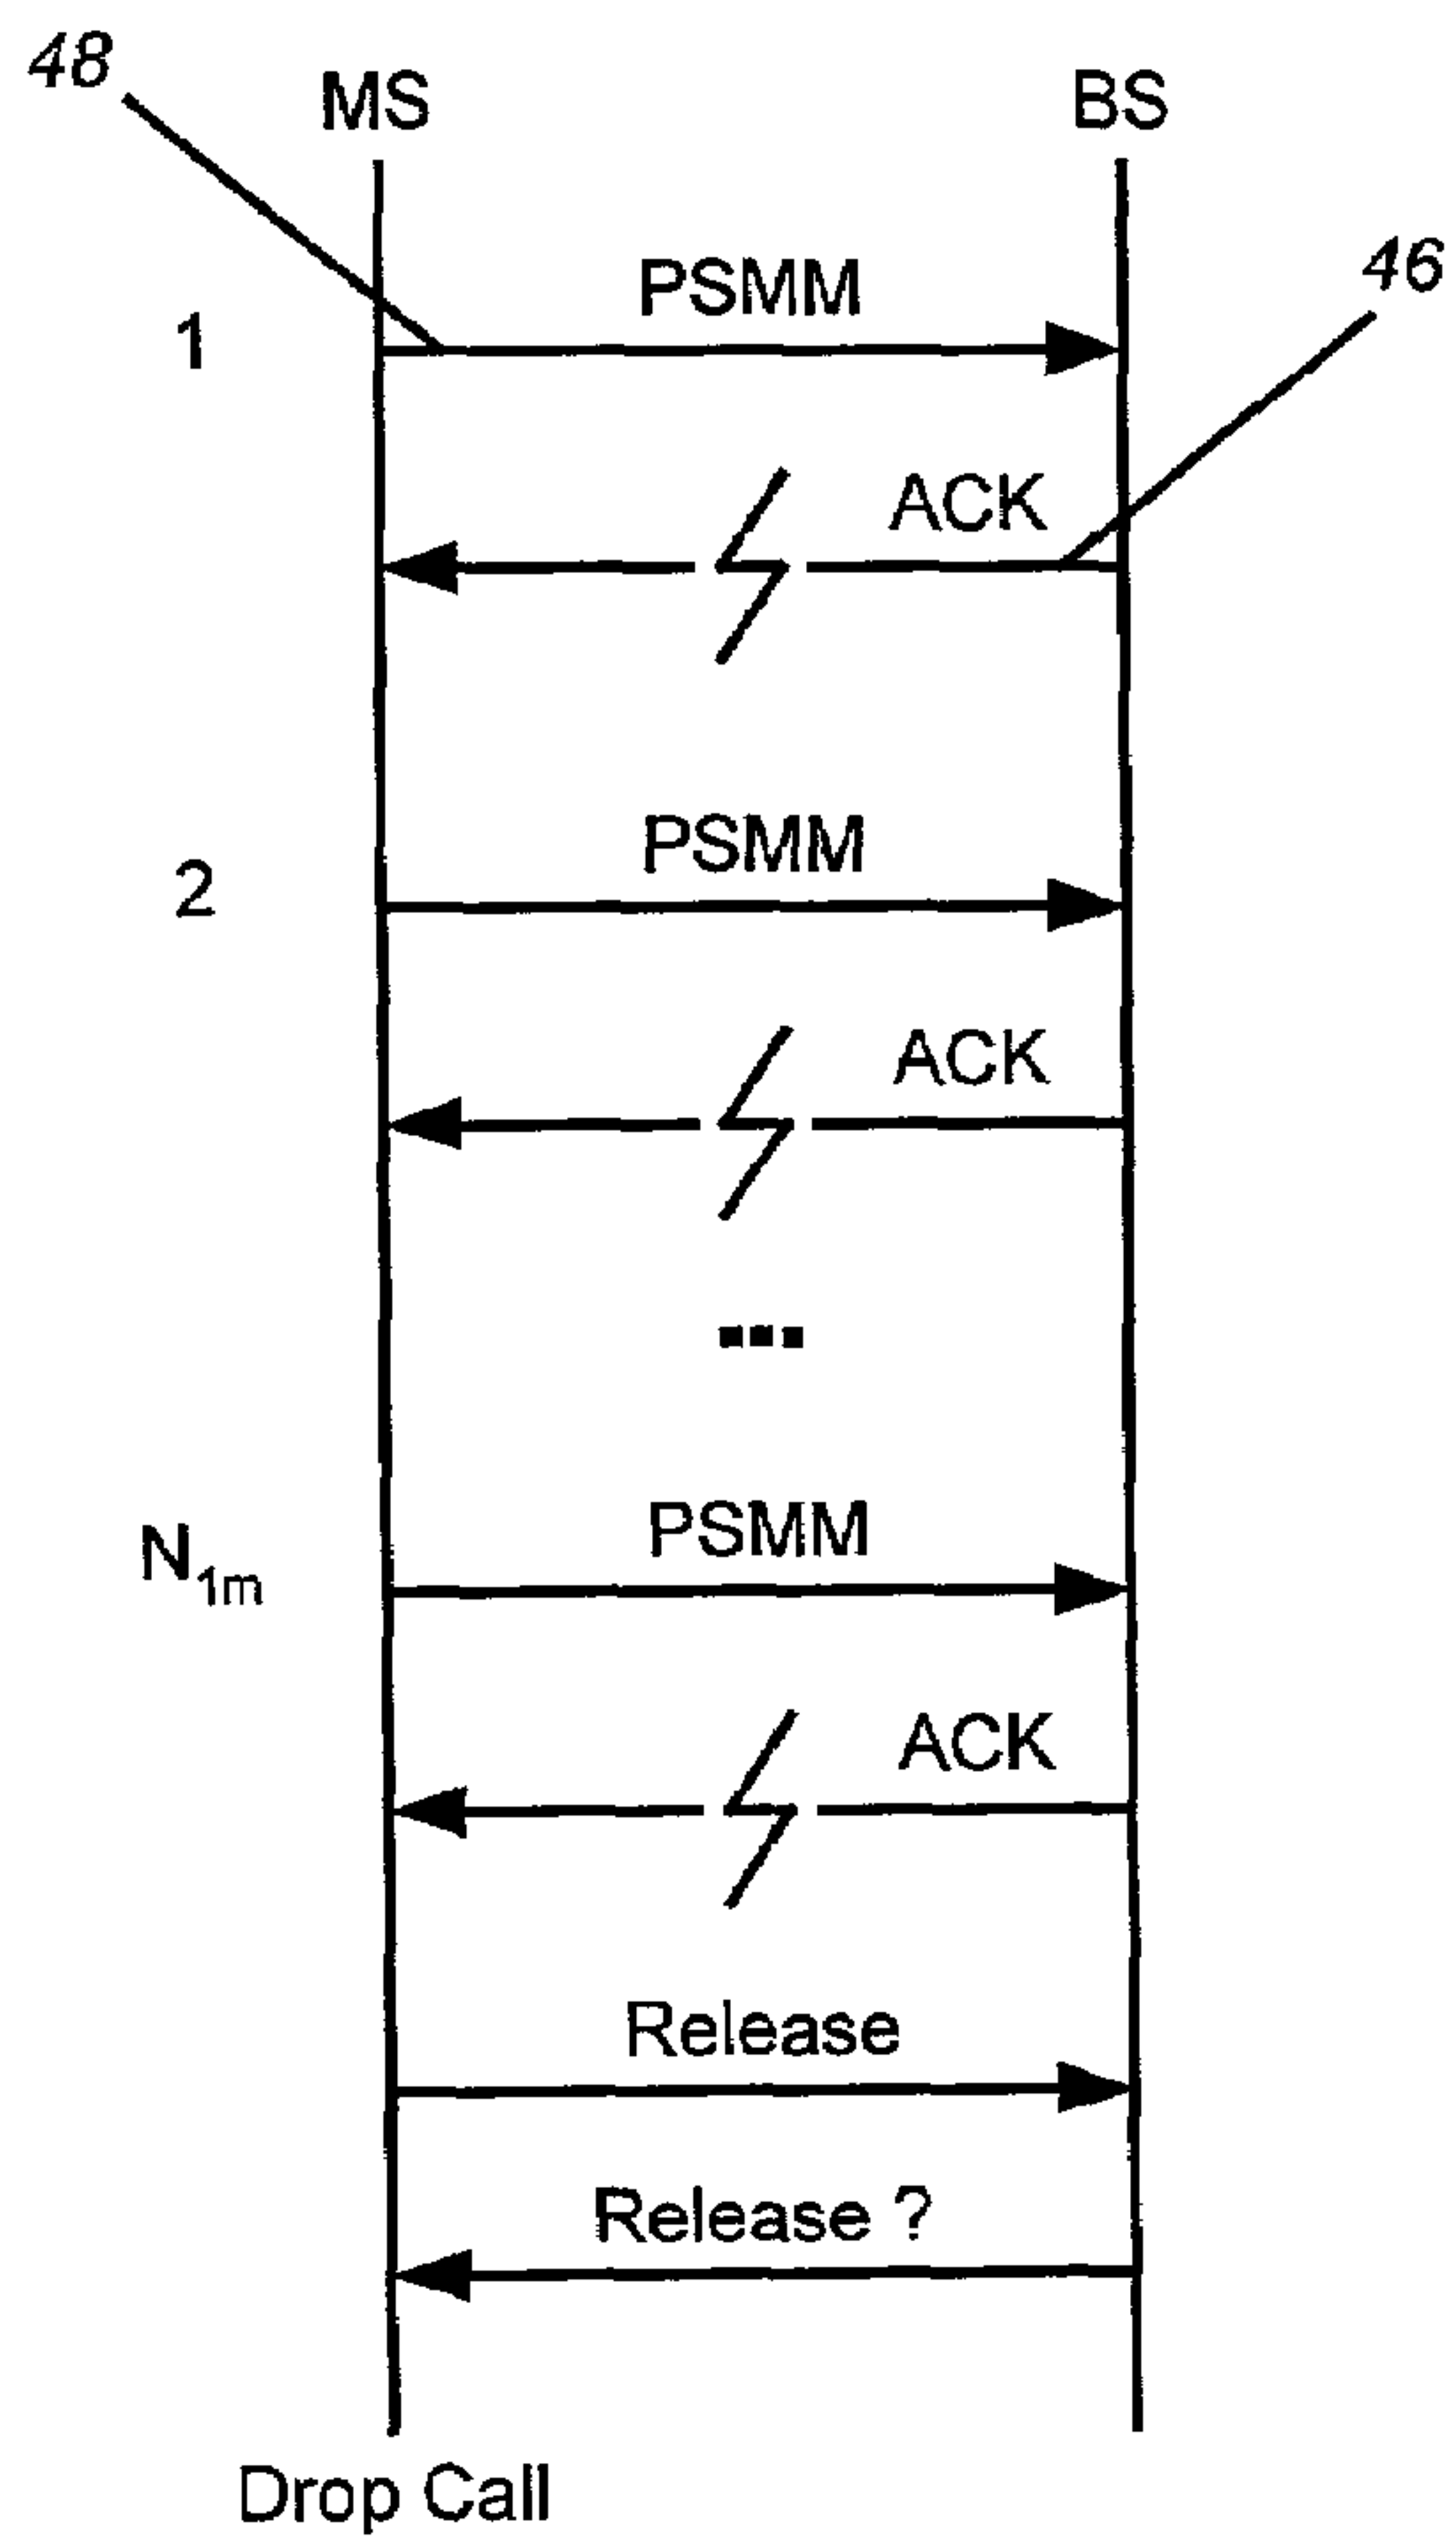 48
MS
BS
46
1
PSMM
ACK
2
PSMM
ACK
...
N1m
PSMM
ACK
Release
Release ?
Drop Call